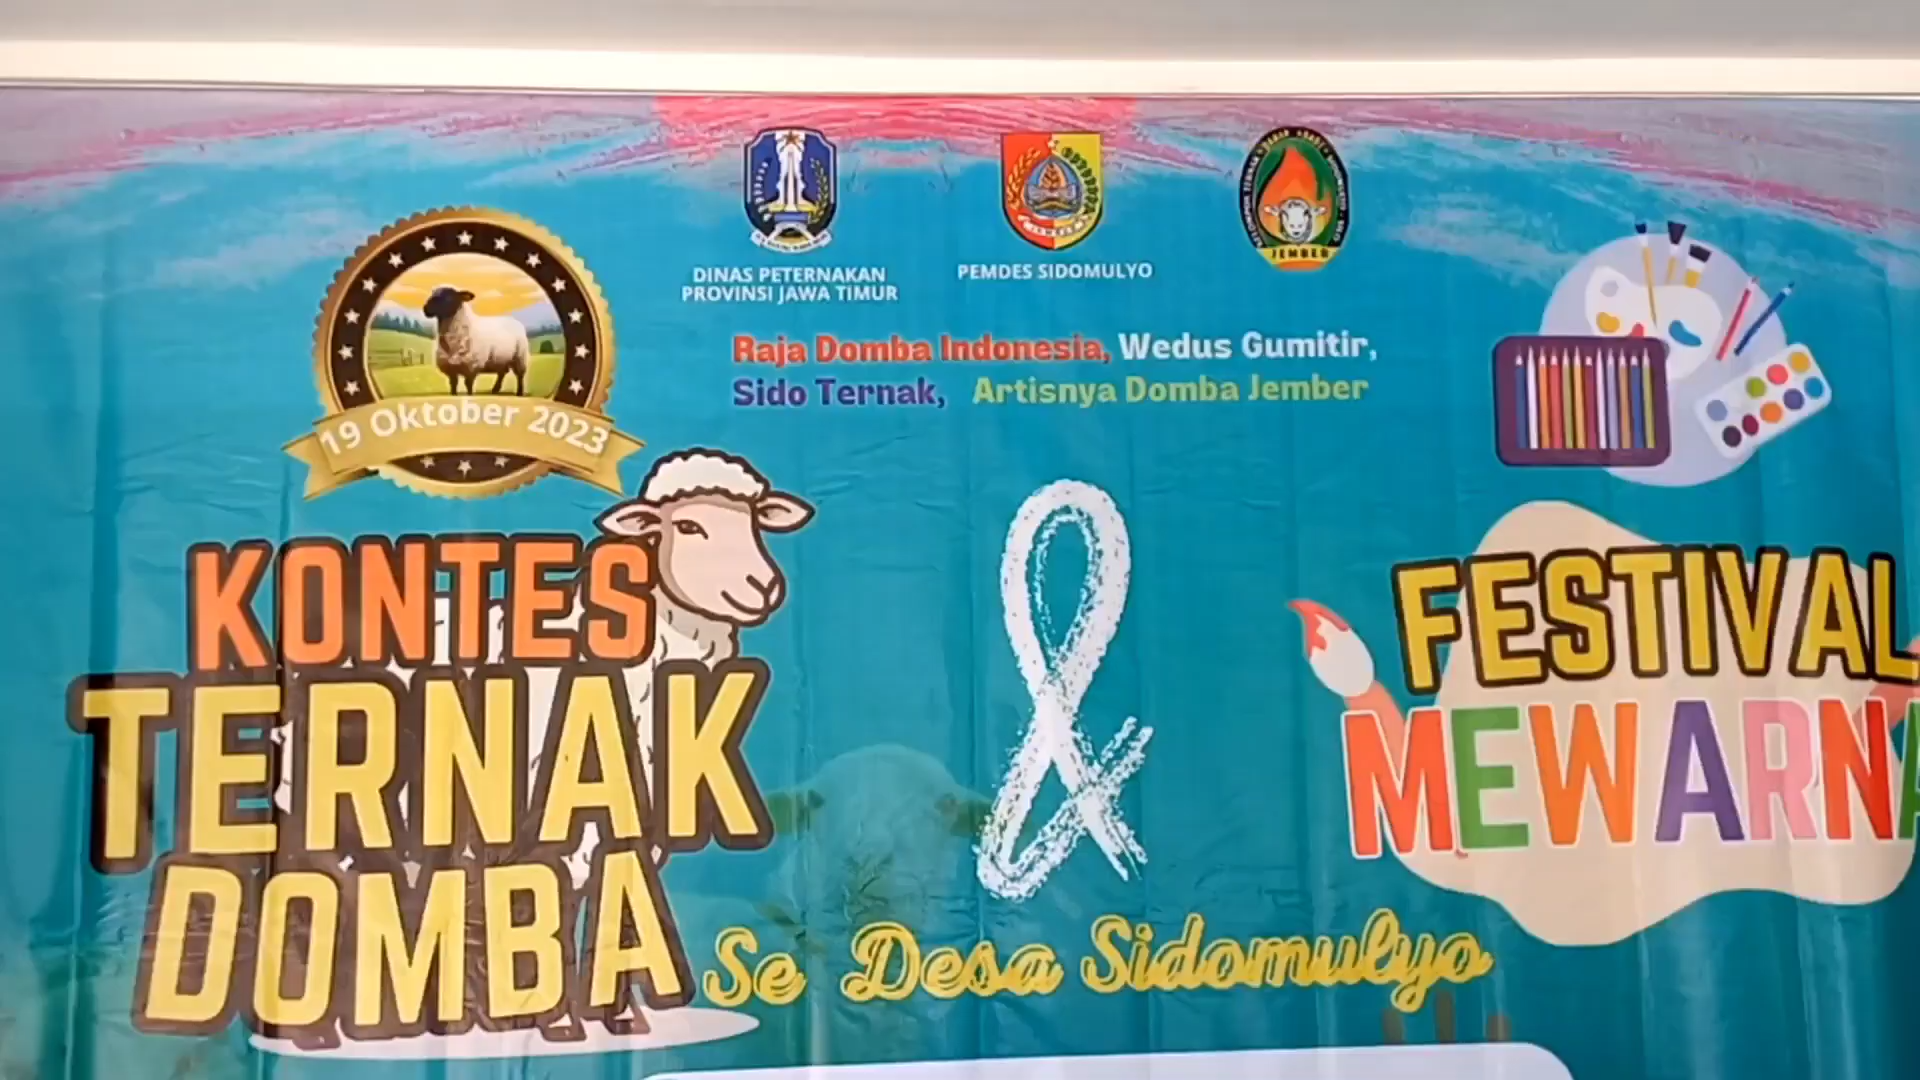 DINAS PETERNAKAN
PROVINSI JAWA TIMUR
JEMBER
PEMDES SIDOMULYO
JEMBER
Raja Domba Indonesia, Wedus Gumitir,
Sido Ternak, Artisnya Domba Jember
19 Oktober 2023
KONTES
TERNAK
DOMBA
&
FESTIVAL
MEWARNA
Se Desa Sidomulyo